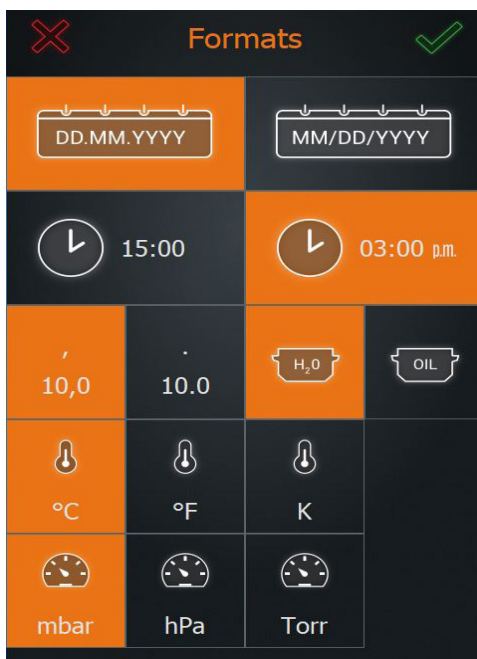 Formats
DD.MM.YYYY MM/DD/YYYY
15:00 03:00 p.m.
, .
10,0 10.0 H₂0 OIL
°C °F K
mbar hPa Torr